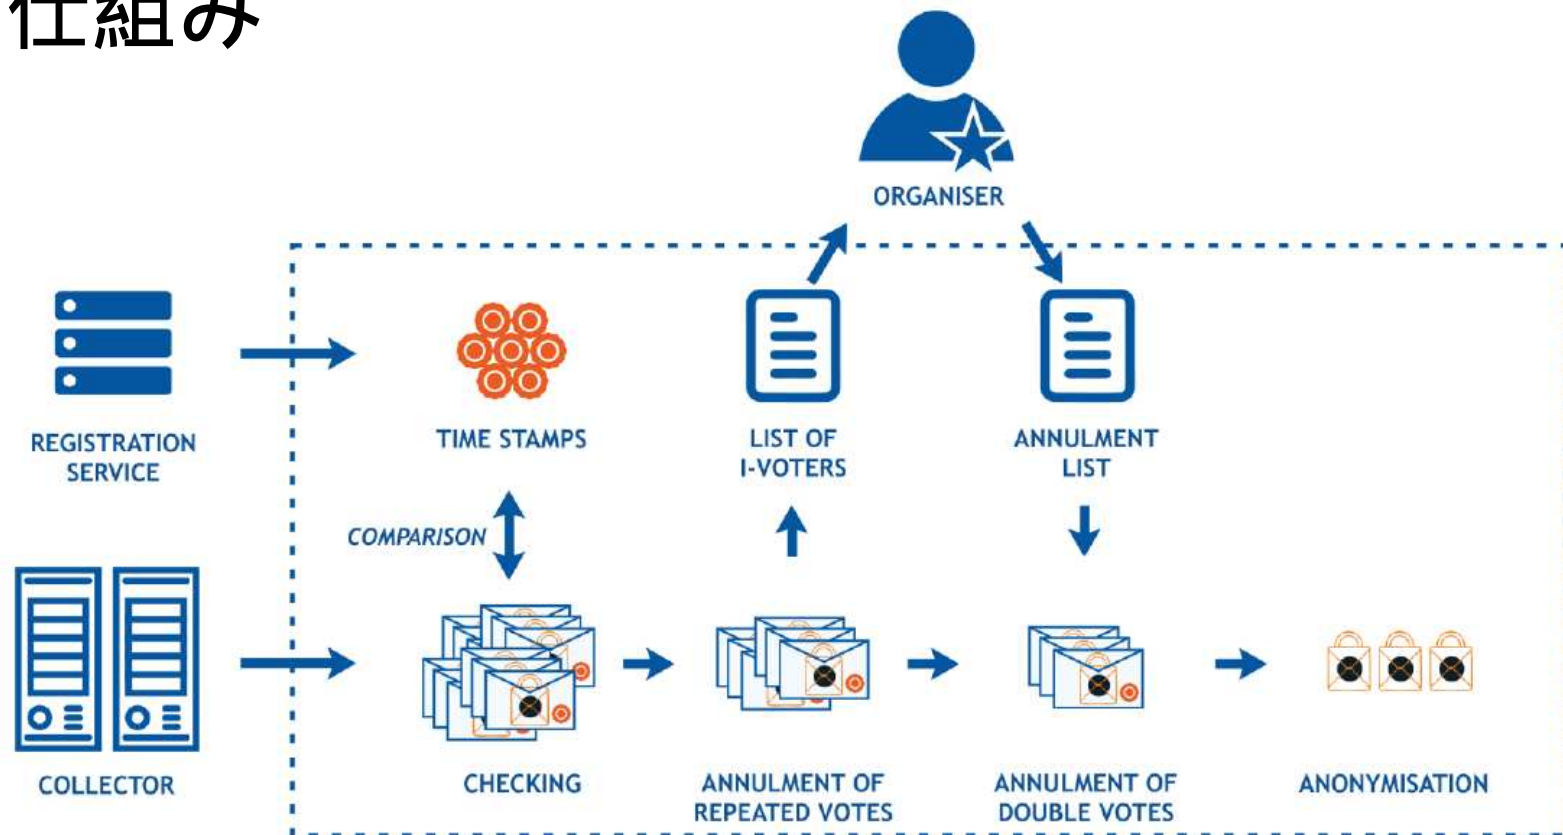 仕組み
ORGANISER
REGISTRATION
SERVICE
TIME STAMPS
LIST OF
I-VOTERS
ANNULMENT
LIST
COMPARISON
COLLECTOR
CHECKING
ANNULMENT OF
REPEATED VOTES
ANNULMENT OF
DOUBLE VOTES
ANONYMISATION